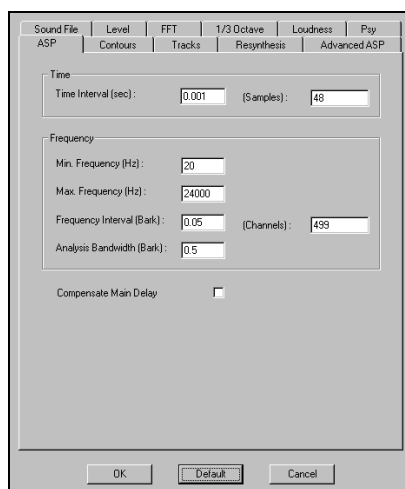 Sound File Level FFT 1/3 Octave Loudness Psy
ASP Contours Tracks Resynthesis Advanced ASP
Time
Time Interval (sec) : 0.001 (Samples) : 48
Frequency
Min. Frequency (Hz) : 20
Max. Frequency (Hz) : 24000
Frequency Interval (Bark) : 0.05 (Channels) : 499
Analysis Bandwidth (Bark) : 0.5
Compensate Main Delay
OK Default Cancel